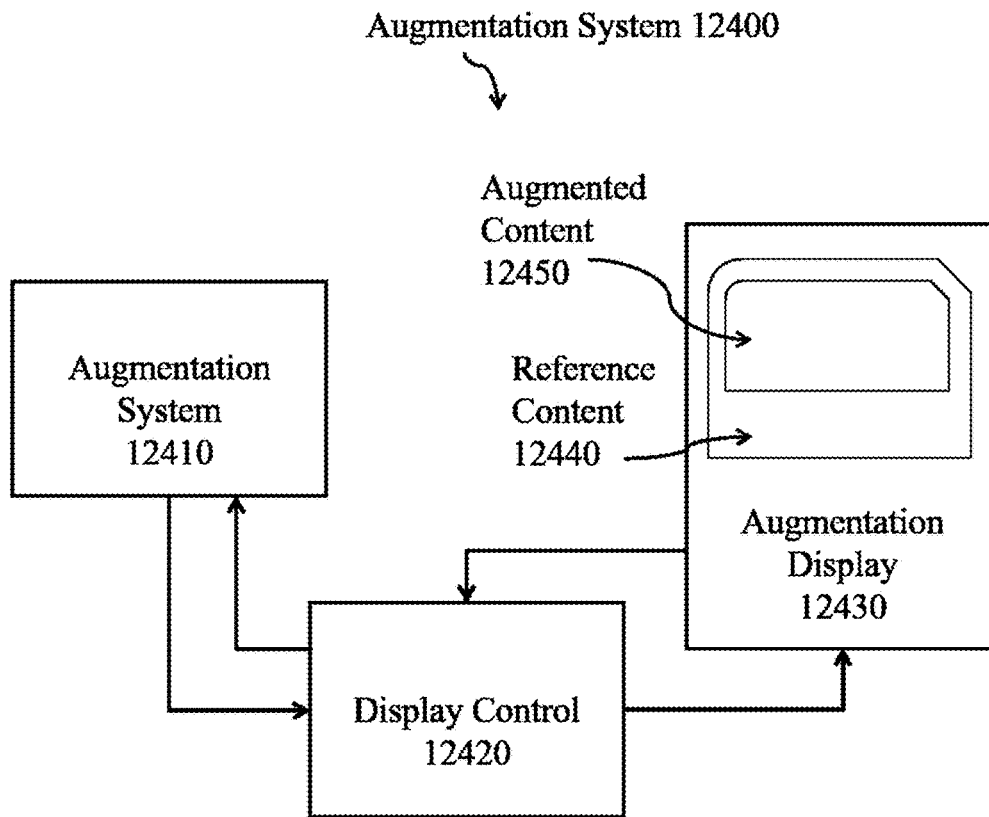 Augmentation System 12400
Augmented
Content
12450
Reference
Content
12440
Augmentation
System
12410
Augmentation
Display
12430
Display Control
12420